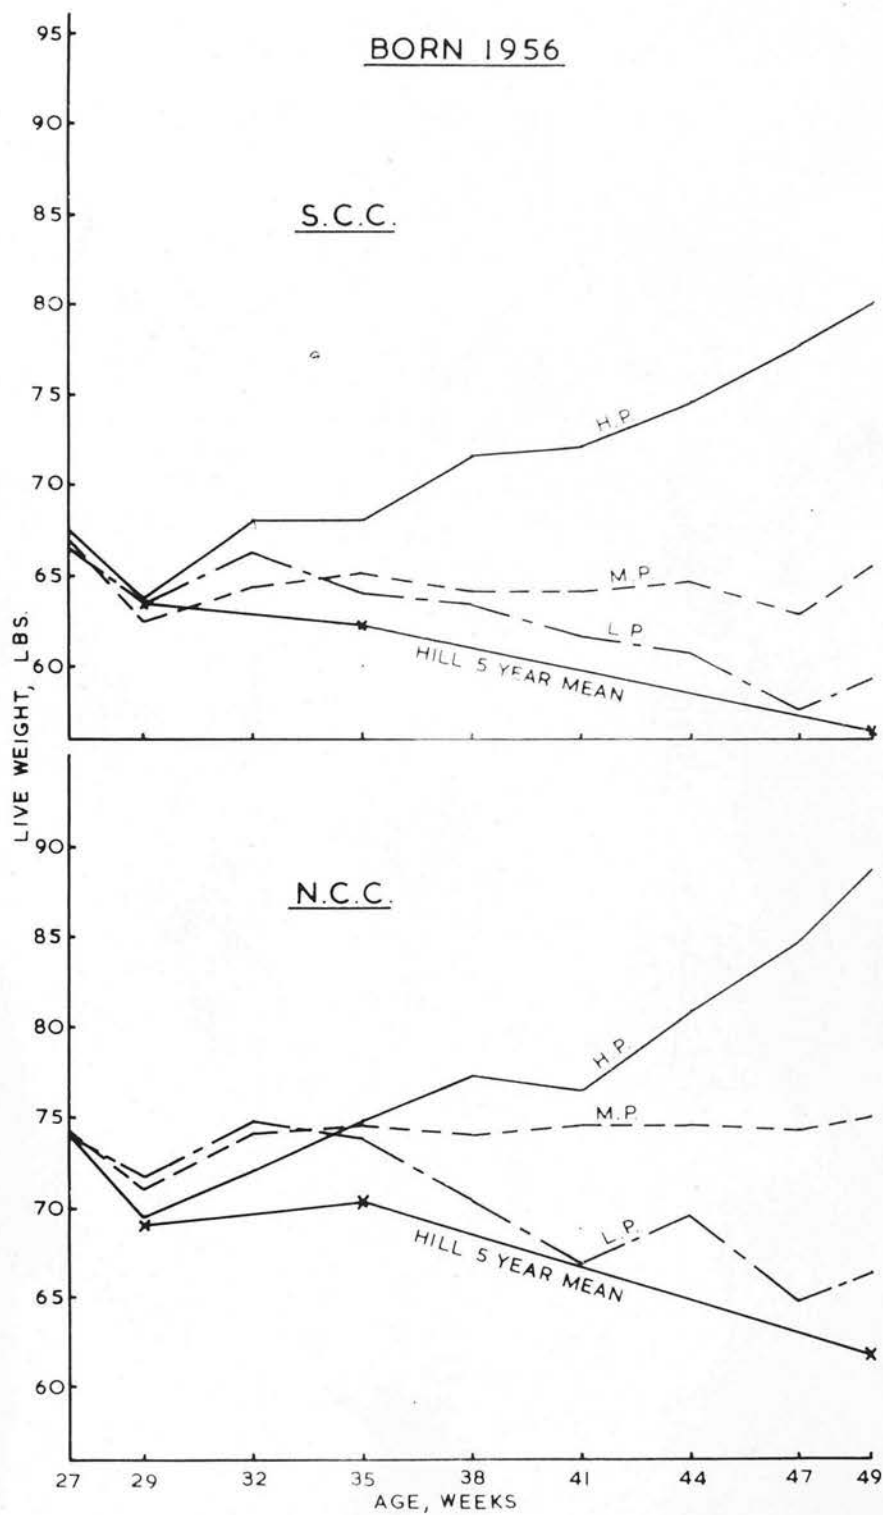 BORN 1956
S.C.C.
95
90
85
80
75
70
65
60
H.P.
M.P.
L.P.
HILL 5 YEAR MEAN
LIVE WEIGHT, LBS.
N.C.C.
90
85
80
75
70
65
60
H.P.
M.P.
L.P.
HILL 5 YEAR MEAN
27 29 32 35 38 41 44 47 49
AGE, WEEKS